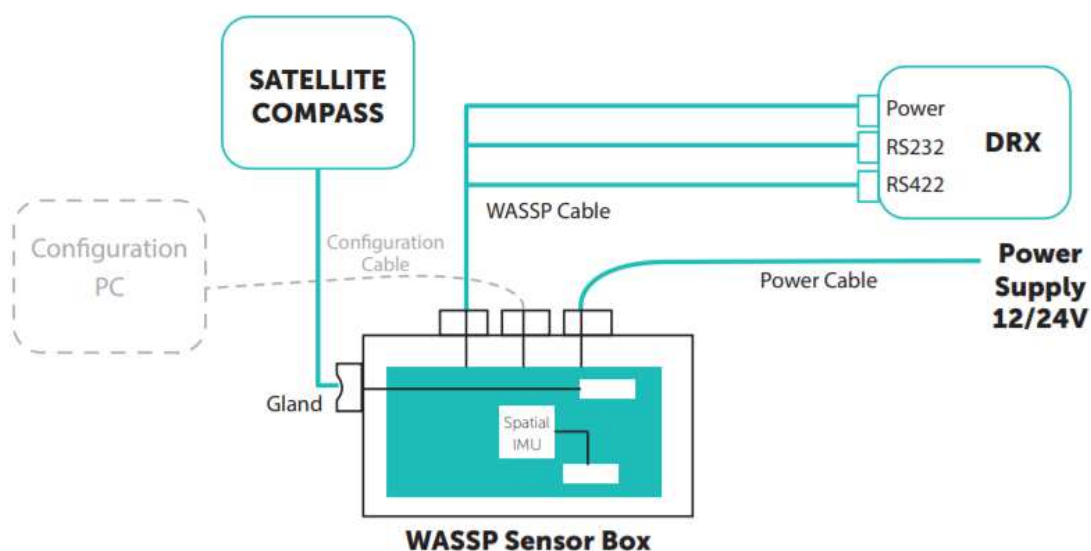 SATELLITE
COMPASS
Power
RS232
DRX
RS422
WASSP Cable
Configuration
PC
Configuration
Cable
Power
Supply
12/24V
Power Cable
Gland
Spatial
IMU
WASSP Sensor Box